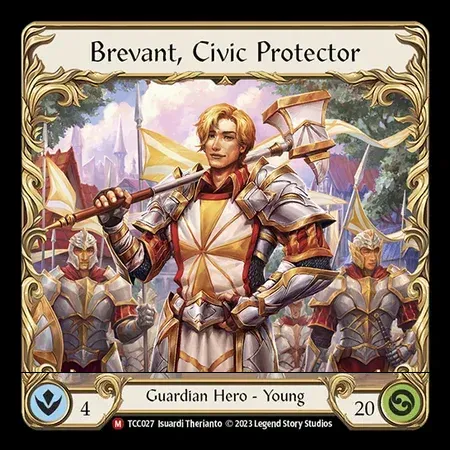 Brevant, Civic Protector
4
Guardian Hero - Young
20
M TCC027 Isuardi Therianto © 2023 Legend Story Studios